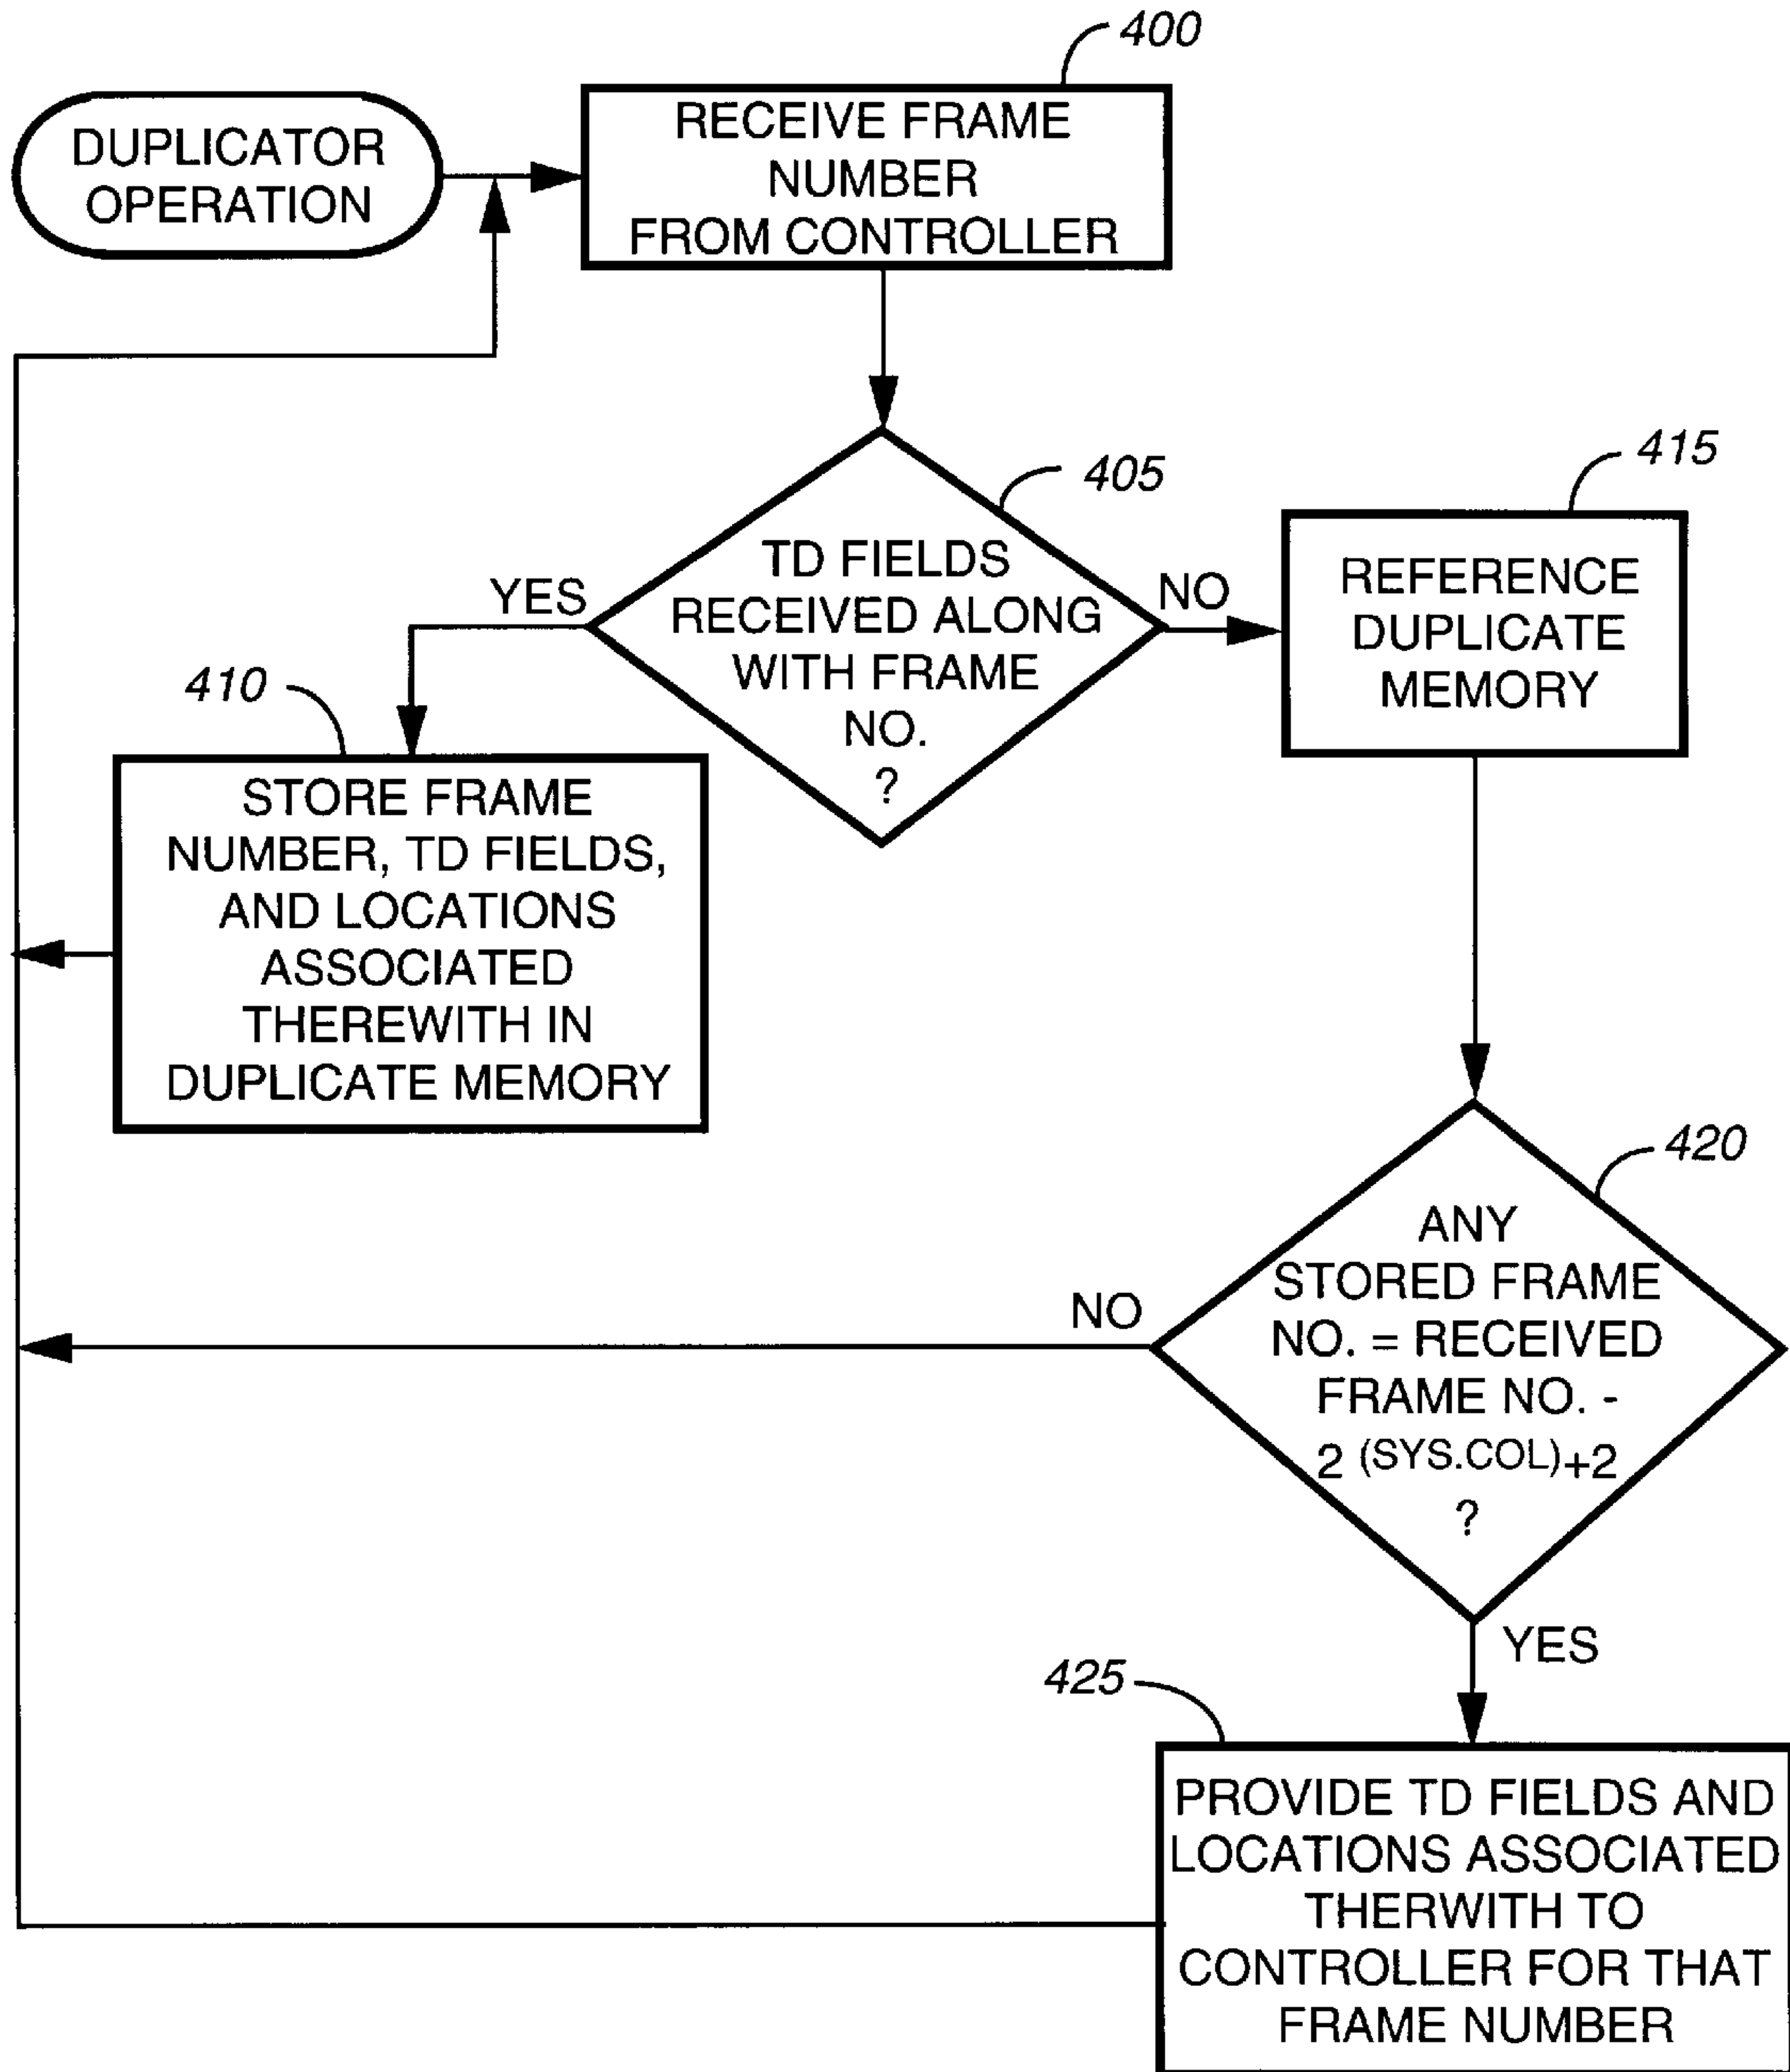 400
DUPLICATOR
OPERATION
RECEIVE FRAME
NUMBER
FROM CONTROLLER
405
TD FIELDS
RECEIVED ALONG
WITH FRAME
NO.
?
YES
NO
415
REFERENCE
DUPLICATE
MEMORY
410
STORE FRAME
NUMBER, TD FIELDS,
AND LOCATIONS
ASSOCIATED
THEREWITH IN
DUPLICATE MEMORY
420
ANY
STORED FRAME
NO. = RECEIVED
FRAME NO. -
2 (SYS.COL)+2
?
NO
YES
425
PROVIDE TD FIELDS AND
LOCATIONS ASSOCIATED
THERWITH TO
CONTROLLER FOR THAT
FRAME NUMBER